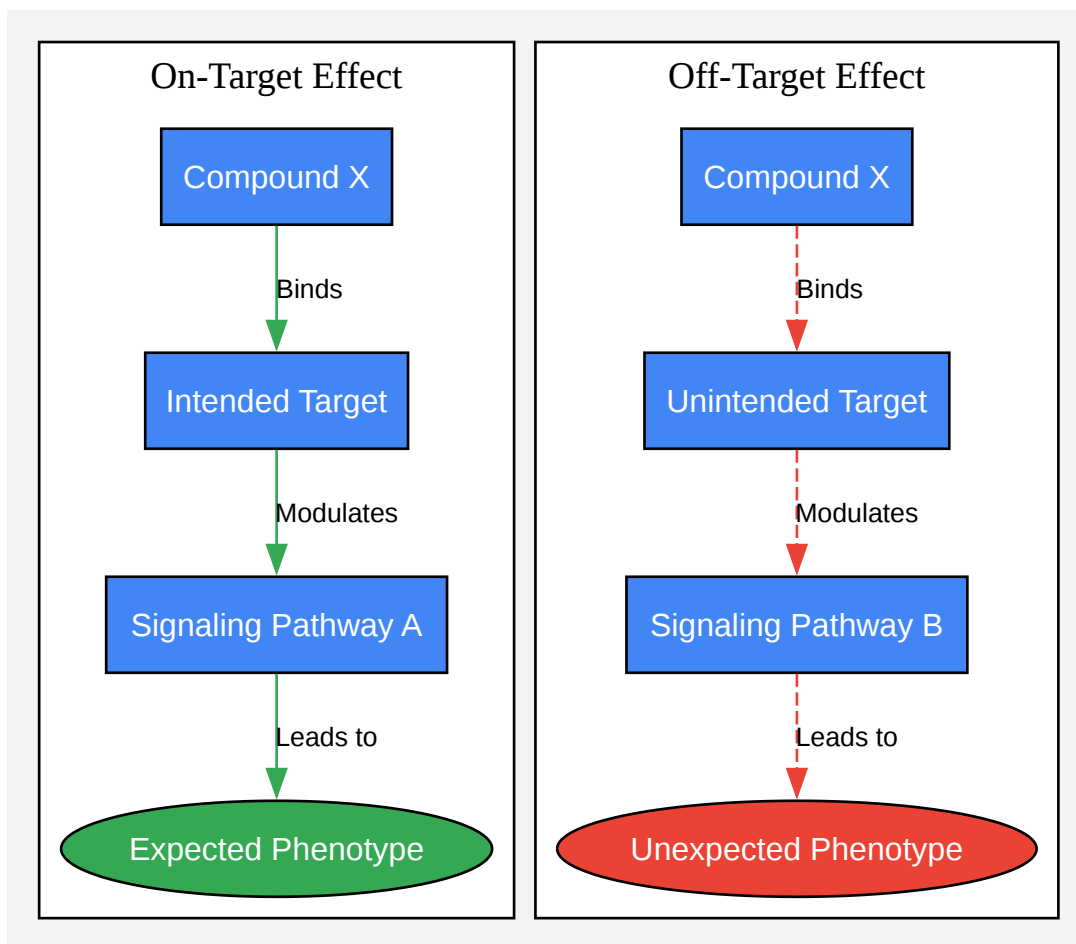 On-Target Effect
Compound X
Binds
Intended Target
Modulates
Signaling Pathway A
Leads to
Expected Phenotype
Off-Target Effect
Compound X
Binds
Unintended Target
Modulates
Signaling Pathway B
Leads to
Unexpected Phenotype